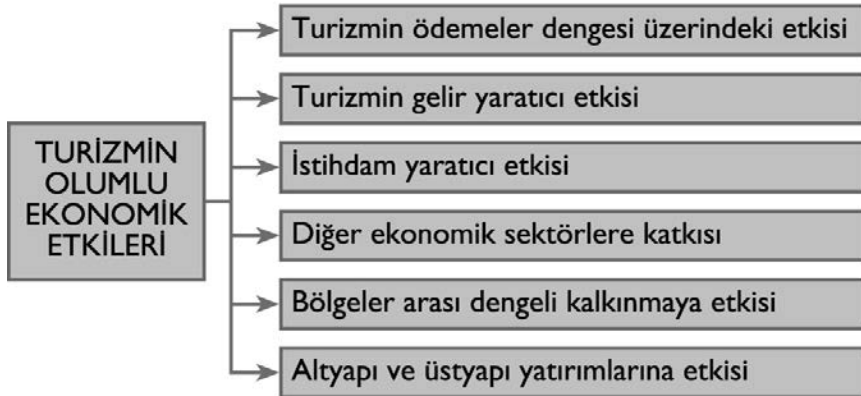 TURİZMİN
OLUMLU
EKONOMİK
ETKİLERİ
Turizmin ödemeler dengesi üzerindeki etkisi
Turizmin gelir yaratıcı etkisi
İstihdam yaratıcı etkisi
Diğer ekonomik sektörlere katkısı
Bölgeler arası dengeli kalkınmaya etkisi
Altyapı ve üstyapı yatırımlarına etkisi